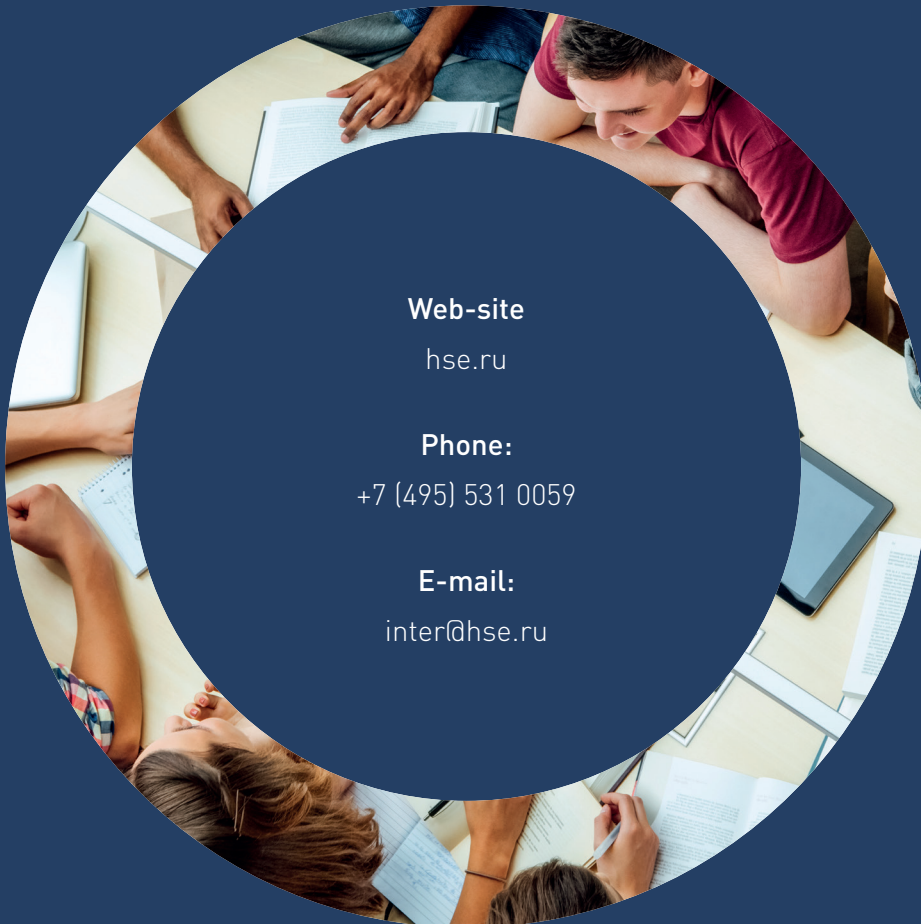 Web-site
hse.ru
Phone:
+7 (495) 531 0059
E-mail:
inter@hse.ru